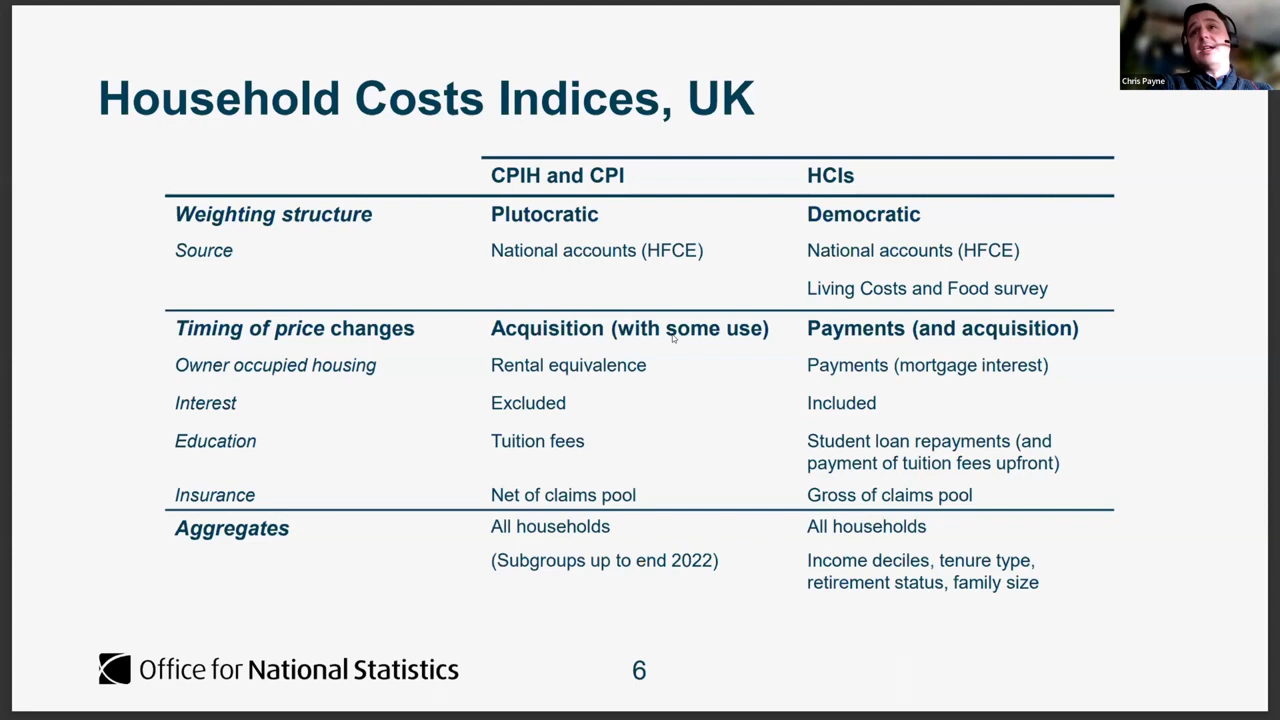 Chris Payne
Household Costs Indices, UK
CPIH and CPI HCIs
Weighting structure Plutocratic Democratic
Source National accounts (HFCE) National accounts (HFCE)
Living Costs and Food survey
Timing of price changes Acquisition (with some use) Payments (and acquisition)
Owner occupied housing Rental equivalence Payments (mortgage interest)
Interest Excluded Included
Education Tuition fees Student loan repayments (and
payment of tuition fees upfront)
Insurance Net of claims pool Gross of claims pool
Aggregates All households All households
(Subgroups up to end 2022) Income deciles, tenure type,
retirement status, family size
Office for National Statistics 6